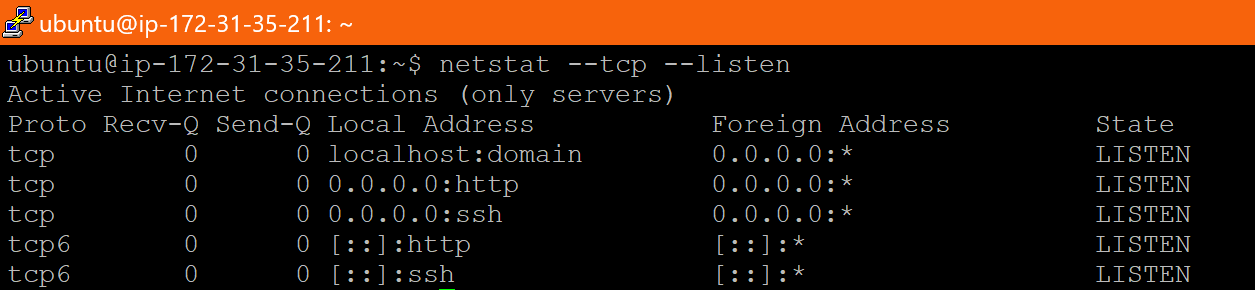 ubuntu@ip-172-31-35-211: ~
ubuntu@ip-172-31-35-211:~$ netstat --tcp --listen
Active Internet connections (only servers)
Proto Recv-Q Send-Q Local Address           Foreign Address         State
tcp        0      0 localhost:domain        0.0.0.0:*               LISTEN
tcp        0      0 0.0.0.0:http            0.0.0.0:*               LISTEN
tcp        0      0 0.0.0.0:ssh             0.0.0.0:*               LISTEN
tcp6       0      0 [::]:http               [::]:*                  LISTEN
tcp6       0      0 [::]:ssh                [::]:*                  LISTEN